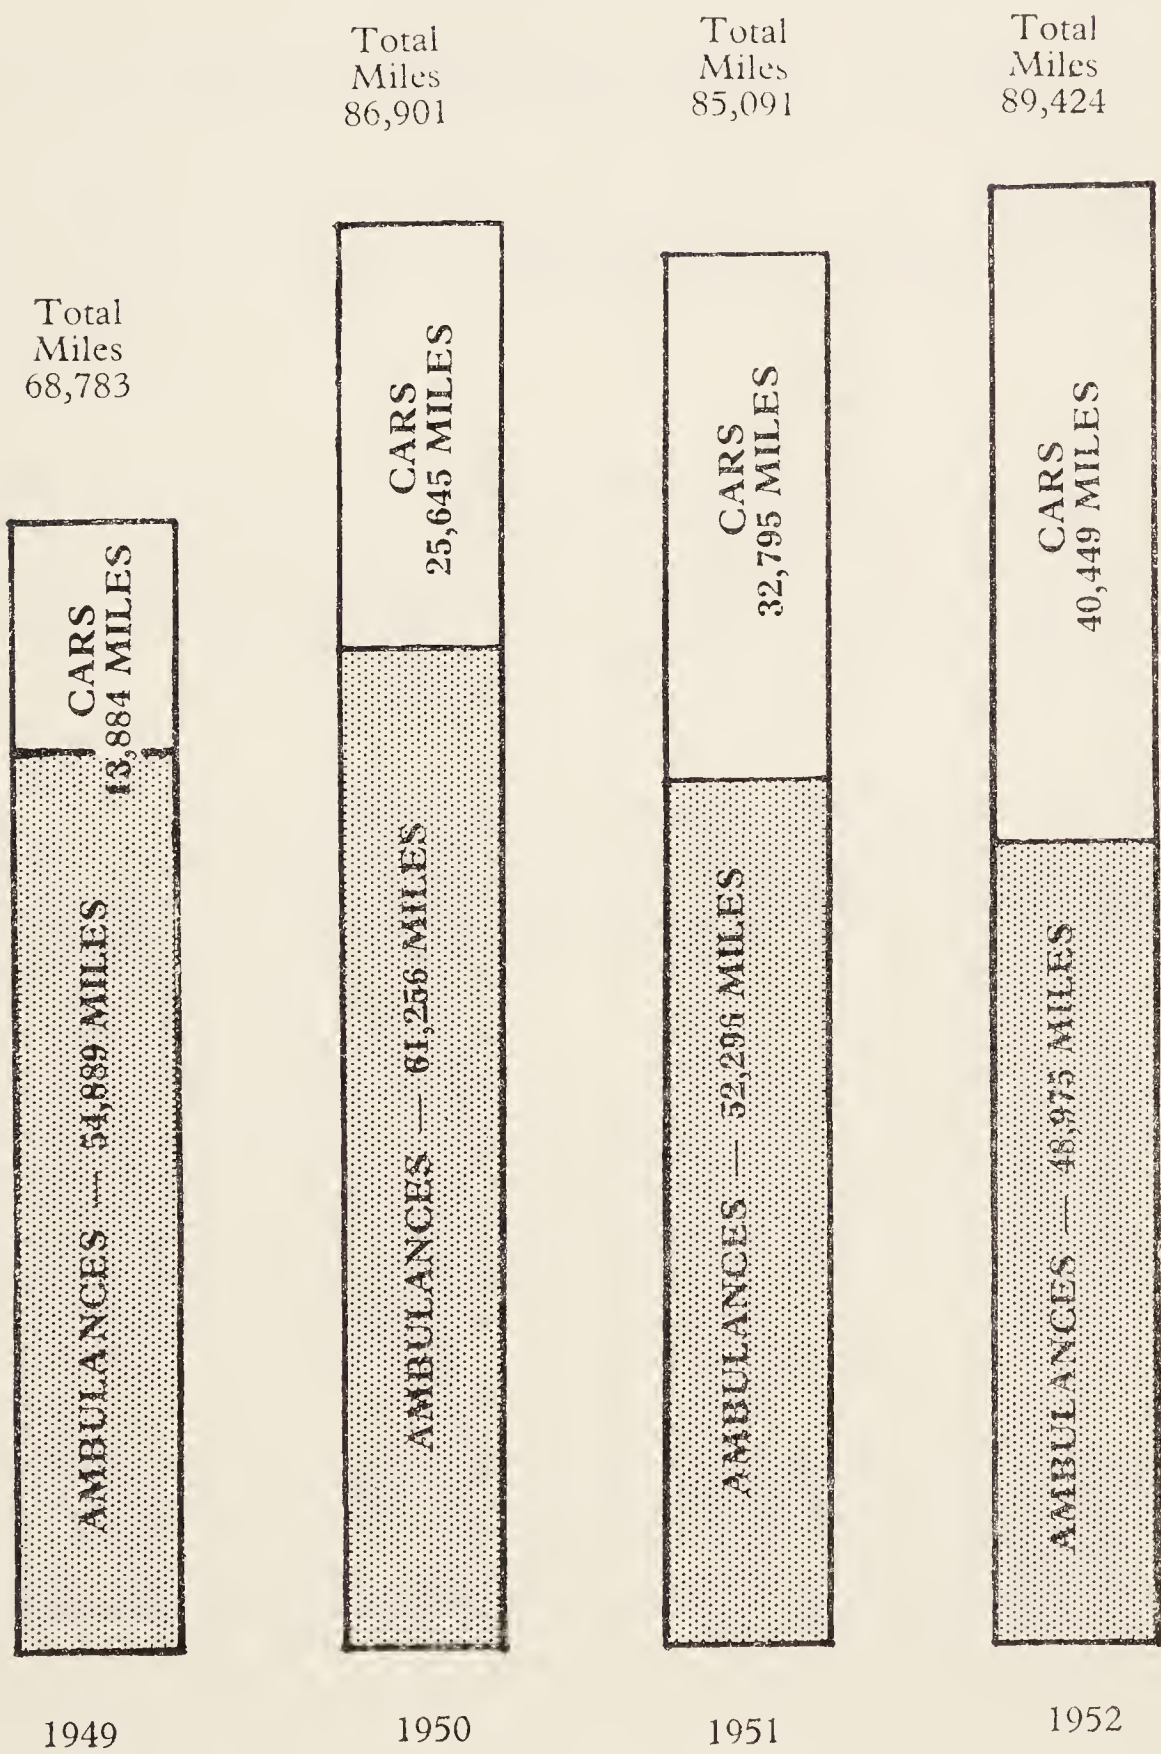 Total
Miles
68,783
CARS
13,884 MILES
AMBULANCES — 54,889 MILES
1949
Total
Miles
86,901
CARS
25,645 MILES
AMBULANCES — 61,256 MILES
1950
Total
Miles
85,091
CARS
32,795 MILES
AMBULANCES — 52,296 MILES
1951
Total
Miles
89,424
CARS
40,449 MILES
AMBULANCES — 48,975 MILES
1952